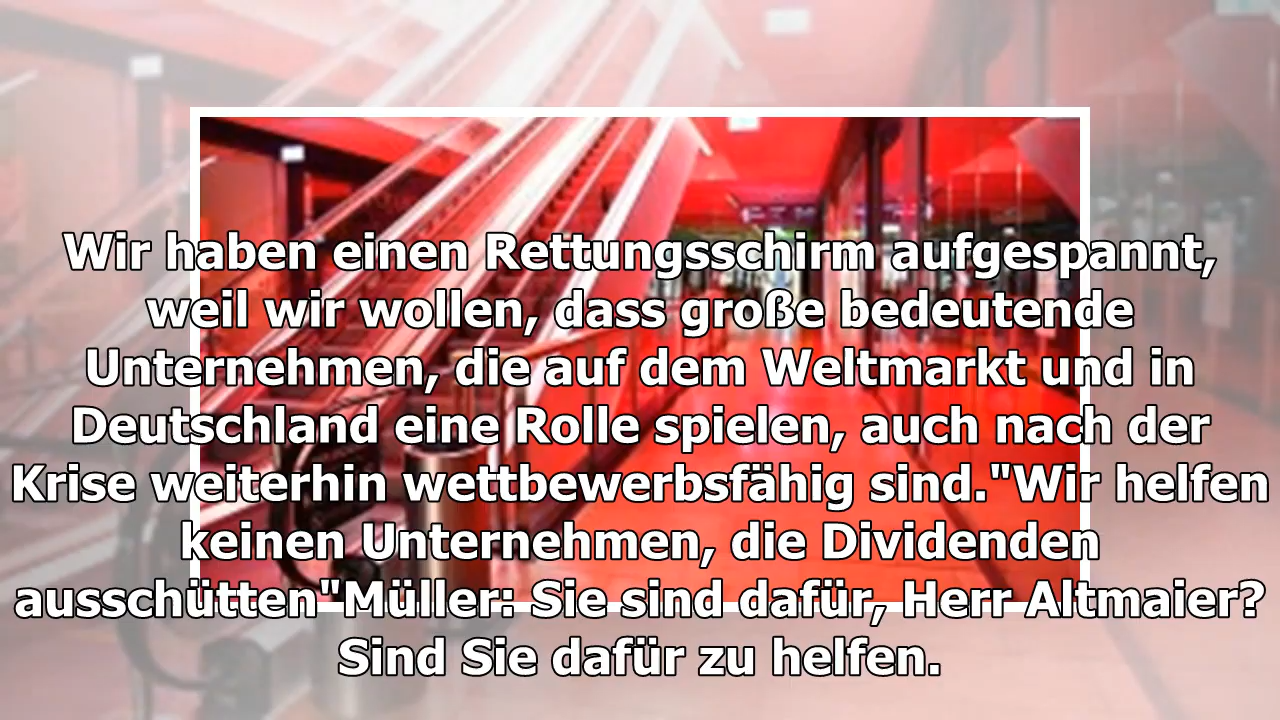 Wir haben einen Rettungsschirm aufgespannt,
weil wir wollen, dass große bedeutende
Unternehmen, die auf dem Weltmarkt und in
Deutschland eine Rolle spielen, auch nach der
Krise weiterhin wettbewerbsfähig sind."Wir helfen
keinen Unternehmen, die Dividenden
ausschütten"Müller: Sie sind dafür, Herr Altmaier?
Sind Sie dafür zu helfen.